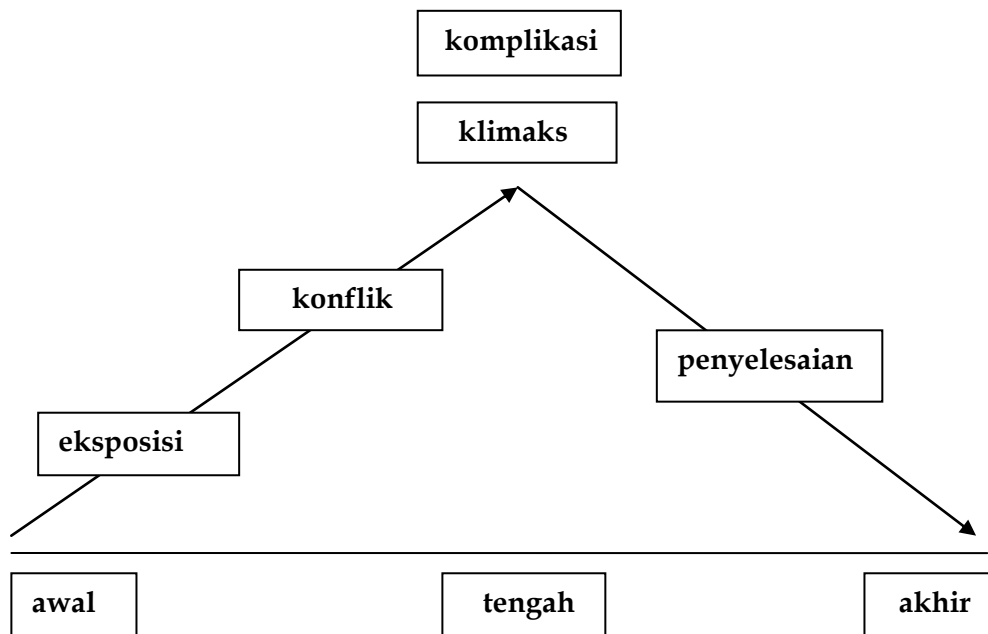 komplikasi
klimaks
konflik
penyelesaian
eksposisi
awal
tengah
akhir